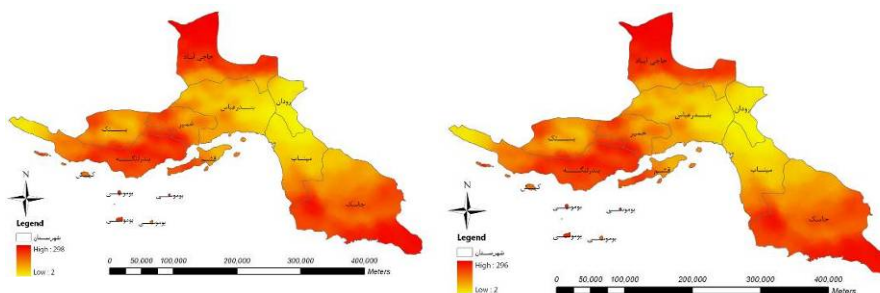 حاجی آباد
رودان
بندرعباس
خمیر
بستک
میناب
بندرلنگه
قشم
جاسک
N
Legend
شهرستان
High : 298
Low : 2
0 50,000 100,000 200,000 300,000 400,000
Meters
حاجی آباد
رودان
بندرعباس
خمیر
بستک
میناب
بندرلنگه
قشم
جاسک
N
Legend
شهرستان
High : 296
Low : 2
0 50,000 100,000 200,000 300,000 400,000
Meters